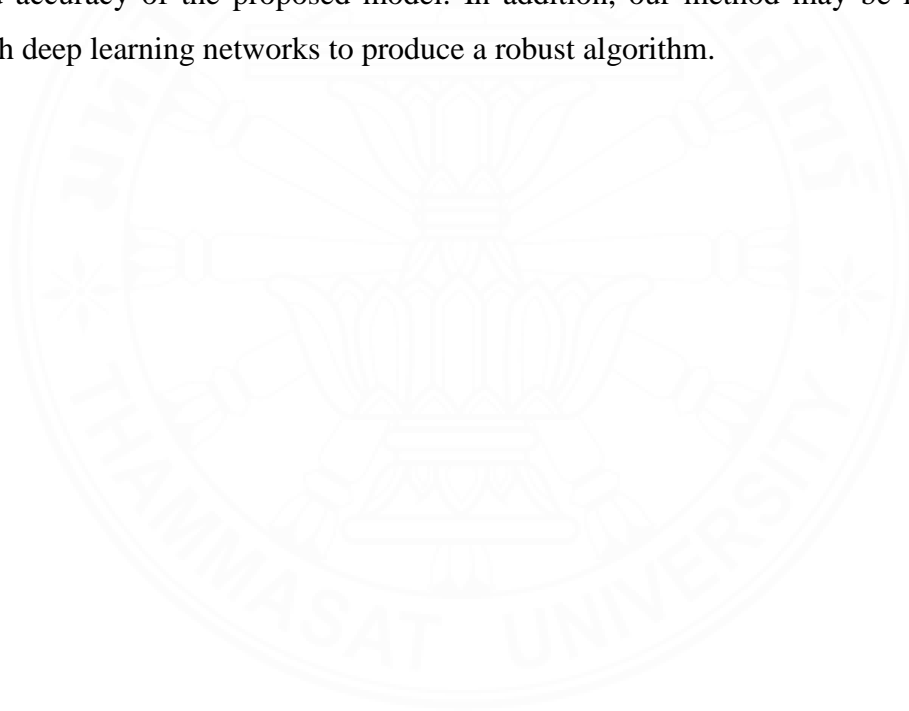 accuracy of the proposed model. In addition, our method may be
deep learning networks to produce a robust algorithm.
THAMMASAT UNIVERSITY